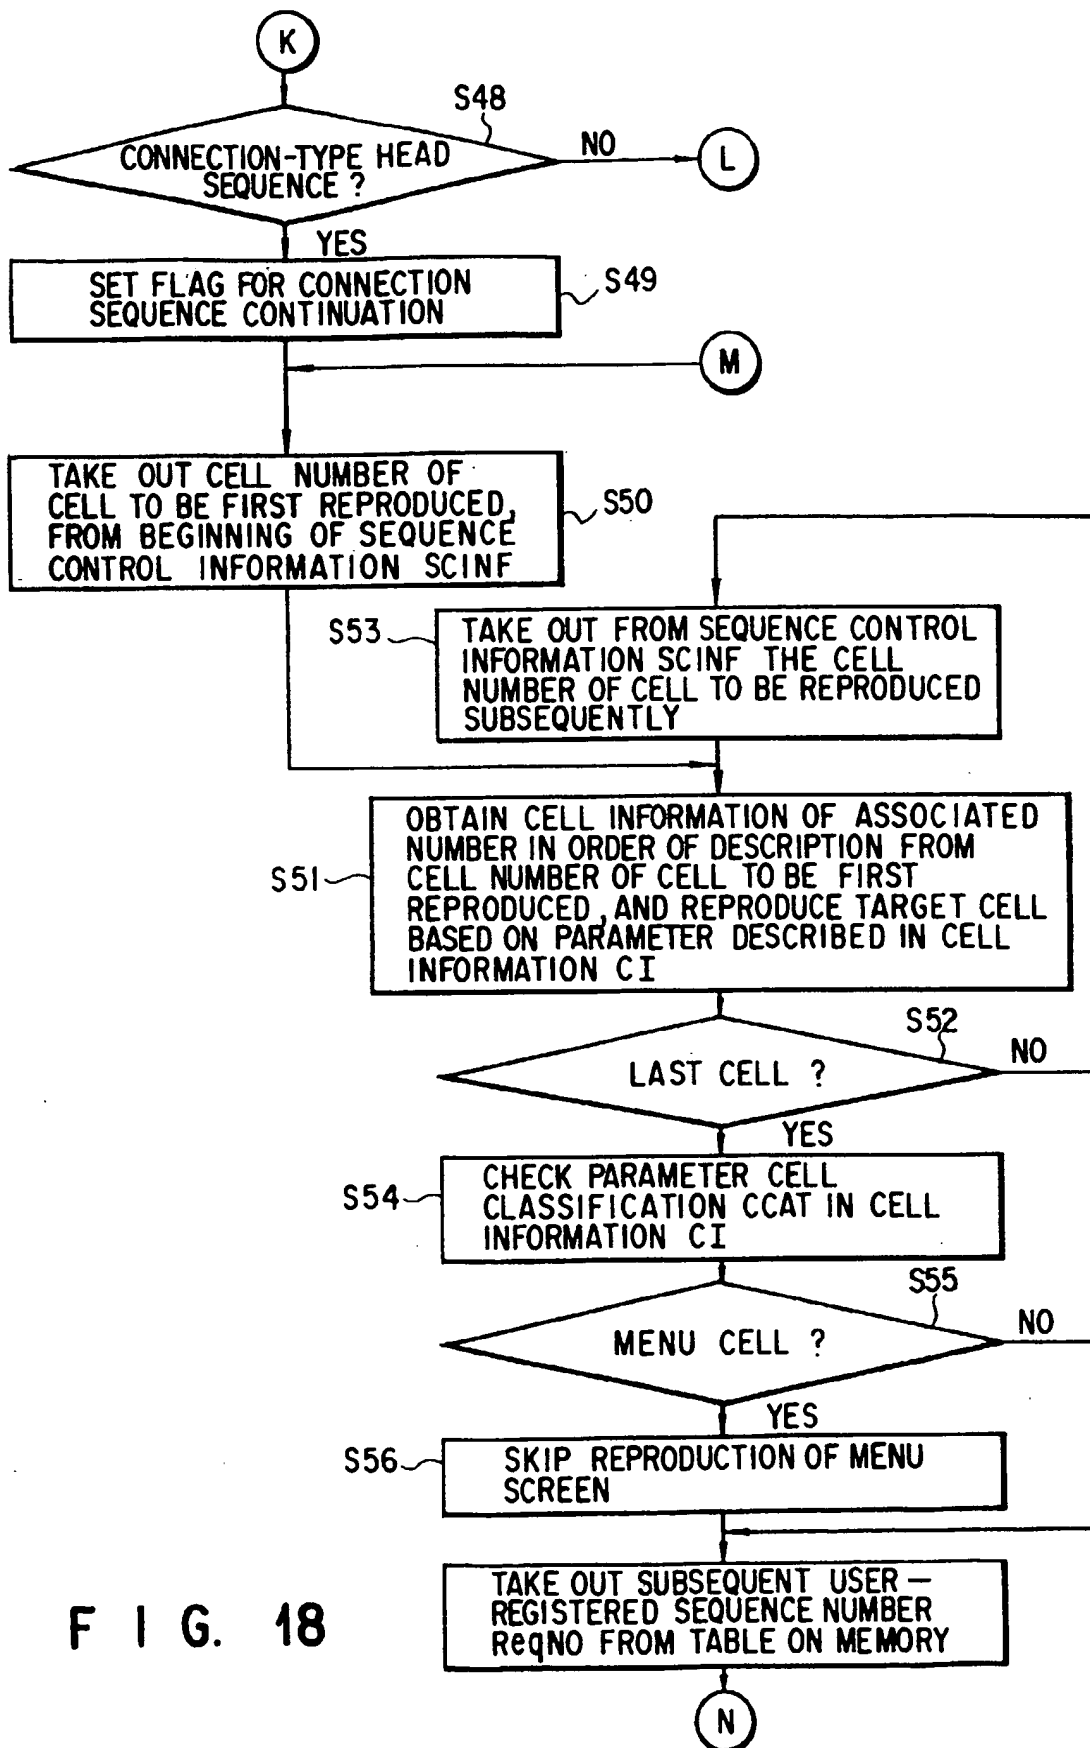 K
S48
CONNECTION-TYPE HEAD
SEQUENCE ?
NO
L
YES
SET FLAG FOR CONNECTION
SEQUENCE CONTINUATION
S49
M
TAKE OUT CELL NUMBER OF
CELL TO BE FIRST REPRODUCED,
FROM BEGINNING OF SEQUENCE
CONTROL INFORMATION SCINF
S50
S53
TAKE OUT FROM SEQUENCE CONTROL
INFORMATION SCINF THE CELL
NUMBER OF CELL TO BE REPRODUCED
SUBSEQUENTLY
S51
OBTAIN CELL INFORMATION OF ASSOCIATED
NUMBER IN ORDER OF DESCRIPTION FROM
CELL NUMBER OF CELL TO BE FIRST
REPRODUCED, AND REPRODUCE TARGET CELL
BASED ON PARAMETER DESCRIBED IN CELL
INFORMATION CI
S52
LAST CELL ?
NO
YES
S54
CHECK PARAMETER CELL
CLASSIFICATION CCAT IN CELL
INFORMATION CI
S55
MENU CELL ?
NO
YES
S56
SKIP REPRODUCTION OF MENU
SCREEN
TAKE OUT SUBSEQUENT USER—
REGISTERED SEQUENCE NUMBER
ReqNO FROM TABLE ON MEMORY
N
FIG. 18